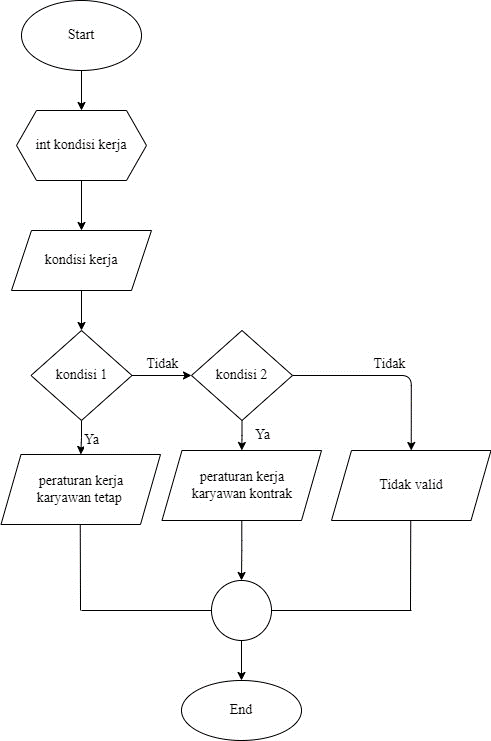 Start
int kondisi kerja
kondisi kerja
kondisi 1
Tidak
kondisi 2
Tidak
Ya
Ya
peraturan kerja
karyawan tetap
peraturan kerja
karyawan kontrak
Tidak valid
End